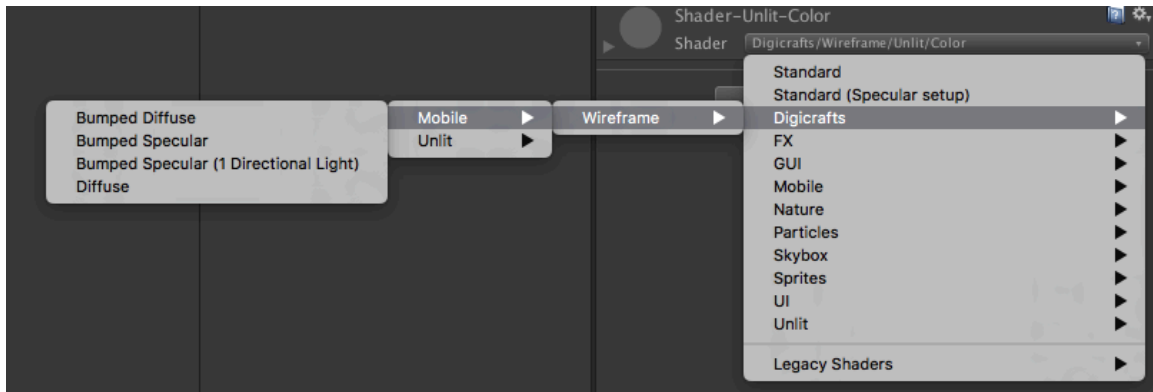 Shader-Unlit-Color
Shader Digicrafts/Wireframe/Unlit/Color
Standard
Standard (Specular setup)
Digicrafts
FX
GUI
Mobile
Nature
Particles
Skybox
Sprites
UI
Unlit
Legacy Shaders
Wireframe
Mobile
Unlit
Bumped Diffuse
Bumped Specular
Bumped Specular (1 Directional Light)
Diffuse